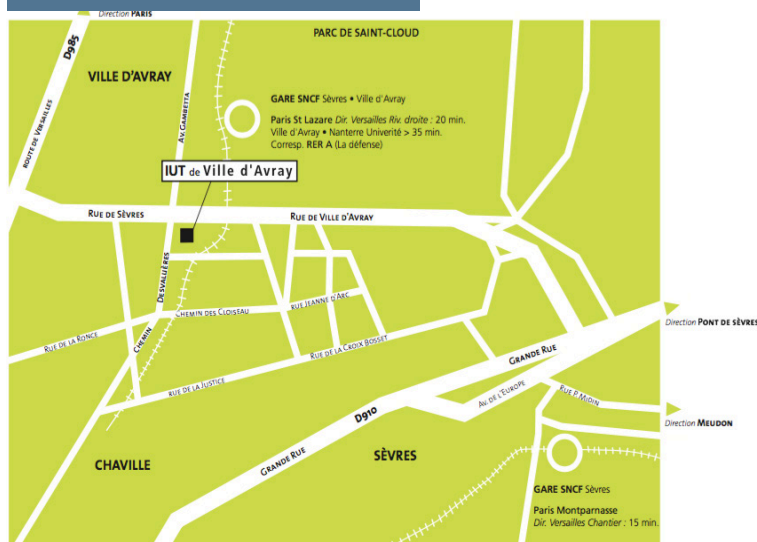 Direction PARIS
D985
PARC DE SAINT-CLOUD
VILLE D'AVRAY
AV. GAMBETTA
ROUTE DE VERSAILLES
GARE SNCF Sèvres • Ville d'Avray
Paris St Lazare Dir. Versailles Riv. droite : 20 min.
Ville d'Avray • Nanterre Univerité > 35 min.
Corresp. RER A (La défense)
IUT de Ville d'Avray
RUE DE SÈVRES
RUE DE VILLE D'AVRAY
DESVALLIÈRES
CHEMIN
CHEMIN DES CLOISEAU
RUE JEANNE D'ARC
RUE DE LA RONCE
RUE DE LA CROIX BOSSET
RUE DE LA JUSTICE
Direction PONT DE SÈVRES
GRANDE RUE
AV. DE L'EUROPE
RUE P. MIDIN
D910
Direction MEUDON
GRANDE RUE
CHAVILLE
SÈVRES
GARE SNCF Sèvres
Paris Montparnasse
Dir. Versailles Chantier : 15 min.